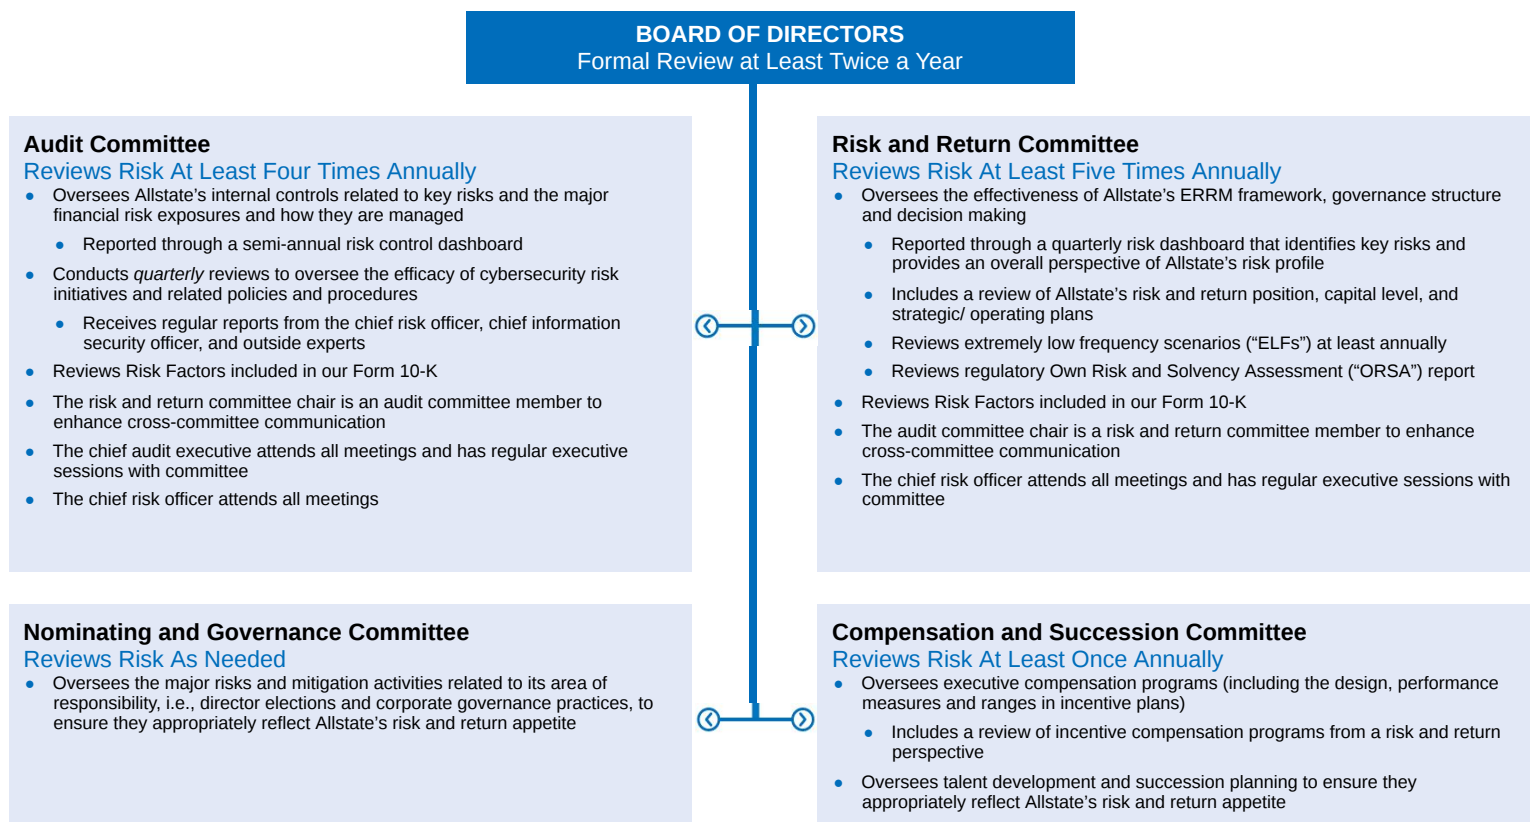 BOARD OF DIRECTORS
Formal Review at Least Twice a Year
Audit Committee
Reviews Risk At Least Four Times Annually
● Oversees Allstate’s internal controls related to key risks and the major
financial risk exposures and how they are managed
● Reported through a semi-annual risk control dashboard
● Conducts quarterly reviews to oversee the efficacy of cybersecurity risk
initiatives and related policies and procedures
● Receives regular reports from the chief risk officer, chief information
security officer, and outside experts
● Reviews Risk Factors included in our Form 10-K
● The risk and return committee chair is an audit committee member to
enhance cross-committee communication
● The chief audit executive attends all meetings and has regular executive
sessions with committee
● The chief risk officer attends all meetings
Risk and Return Committee
Reviews Risk At Least Five Times Annually
● Oversees the effectiveness of Allstate’s ERRM framework, governance structure
and decision making
● Reported through a quarterly risk dashboard that identifies key risks and
provides an overall perspective of Allstate’s risk profile
● Includes a review of Allstate’s risk and return position, capital level, and
strategic/ operating plans
● Reviews extremely low frequency scenarios (“ELFs”) at least annually
● Reviews regulatory Own Risk and Solvency Assessment (“ORSA”) report
● Reviews Risk Factors included in our Form 10-K
● The audit committee chair is a risk and return committee member to enhance
cross-committee communication
● The chief risk officer attends all meetings and has regular executive sessions with
committee
Nominating and Governance Committee
Reviews Risk As Needed
● Oversees the major risks and mitigation activities related to its area of
responsibility, i.e., director elections and corporate governance practices, to
ensure they appropriately reflect Allstate’s risk and return appetite
Compensation and Succession Committee
Reviews Risk At Least Once Annually
● Oversees executive compensation programs (including the design, performance
measures and ranges in incentive plans)
● Includes a review of incentive compensation programs from a risk and return
perspective
● Oversees talent development and succession planning to ensure they
appropriately reflect Allstate’s risk and return appetite